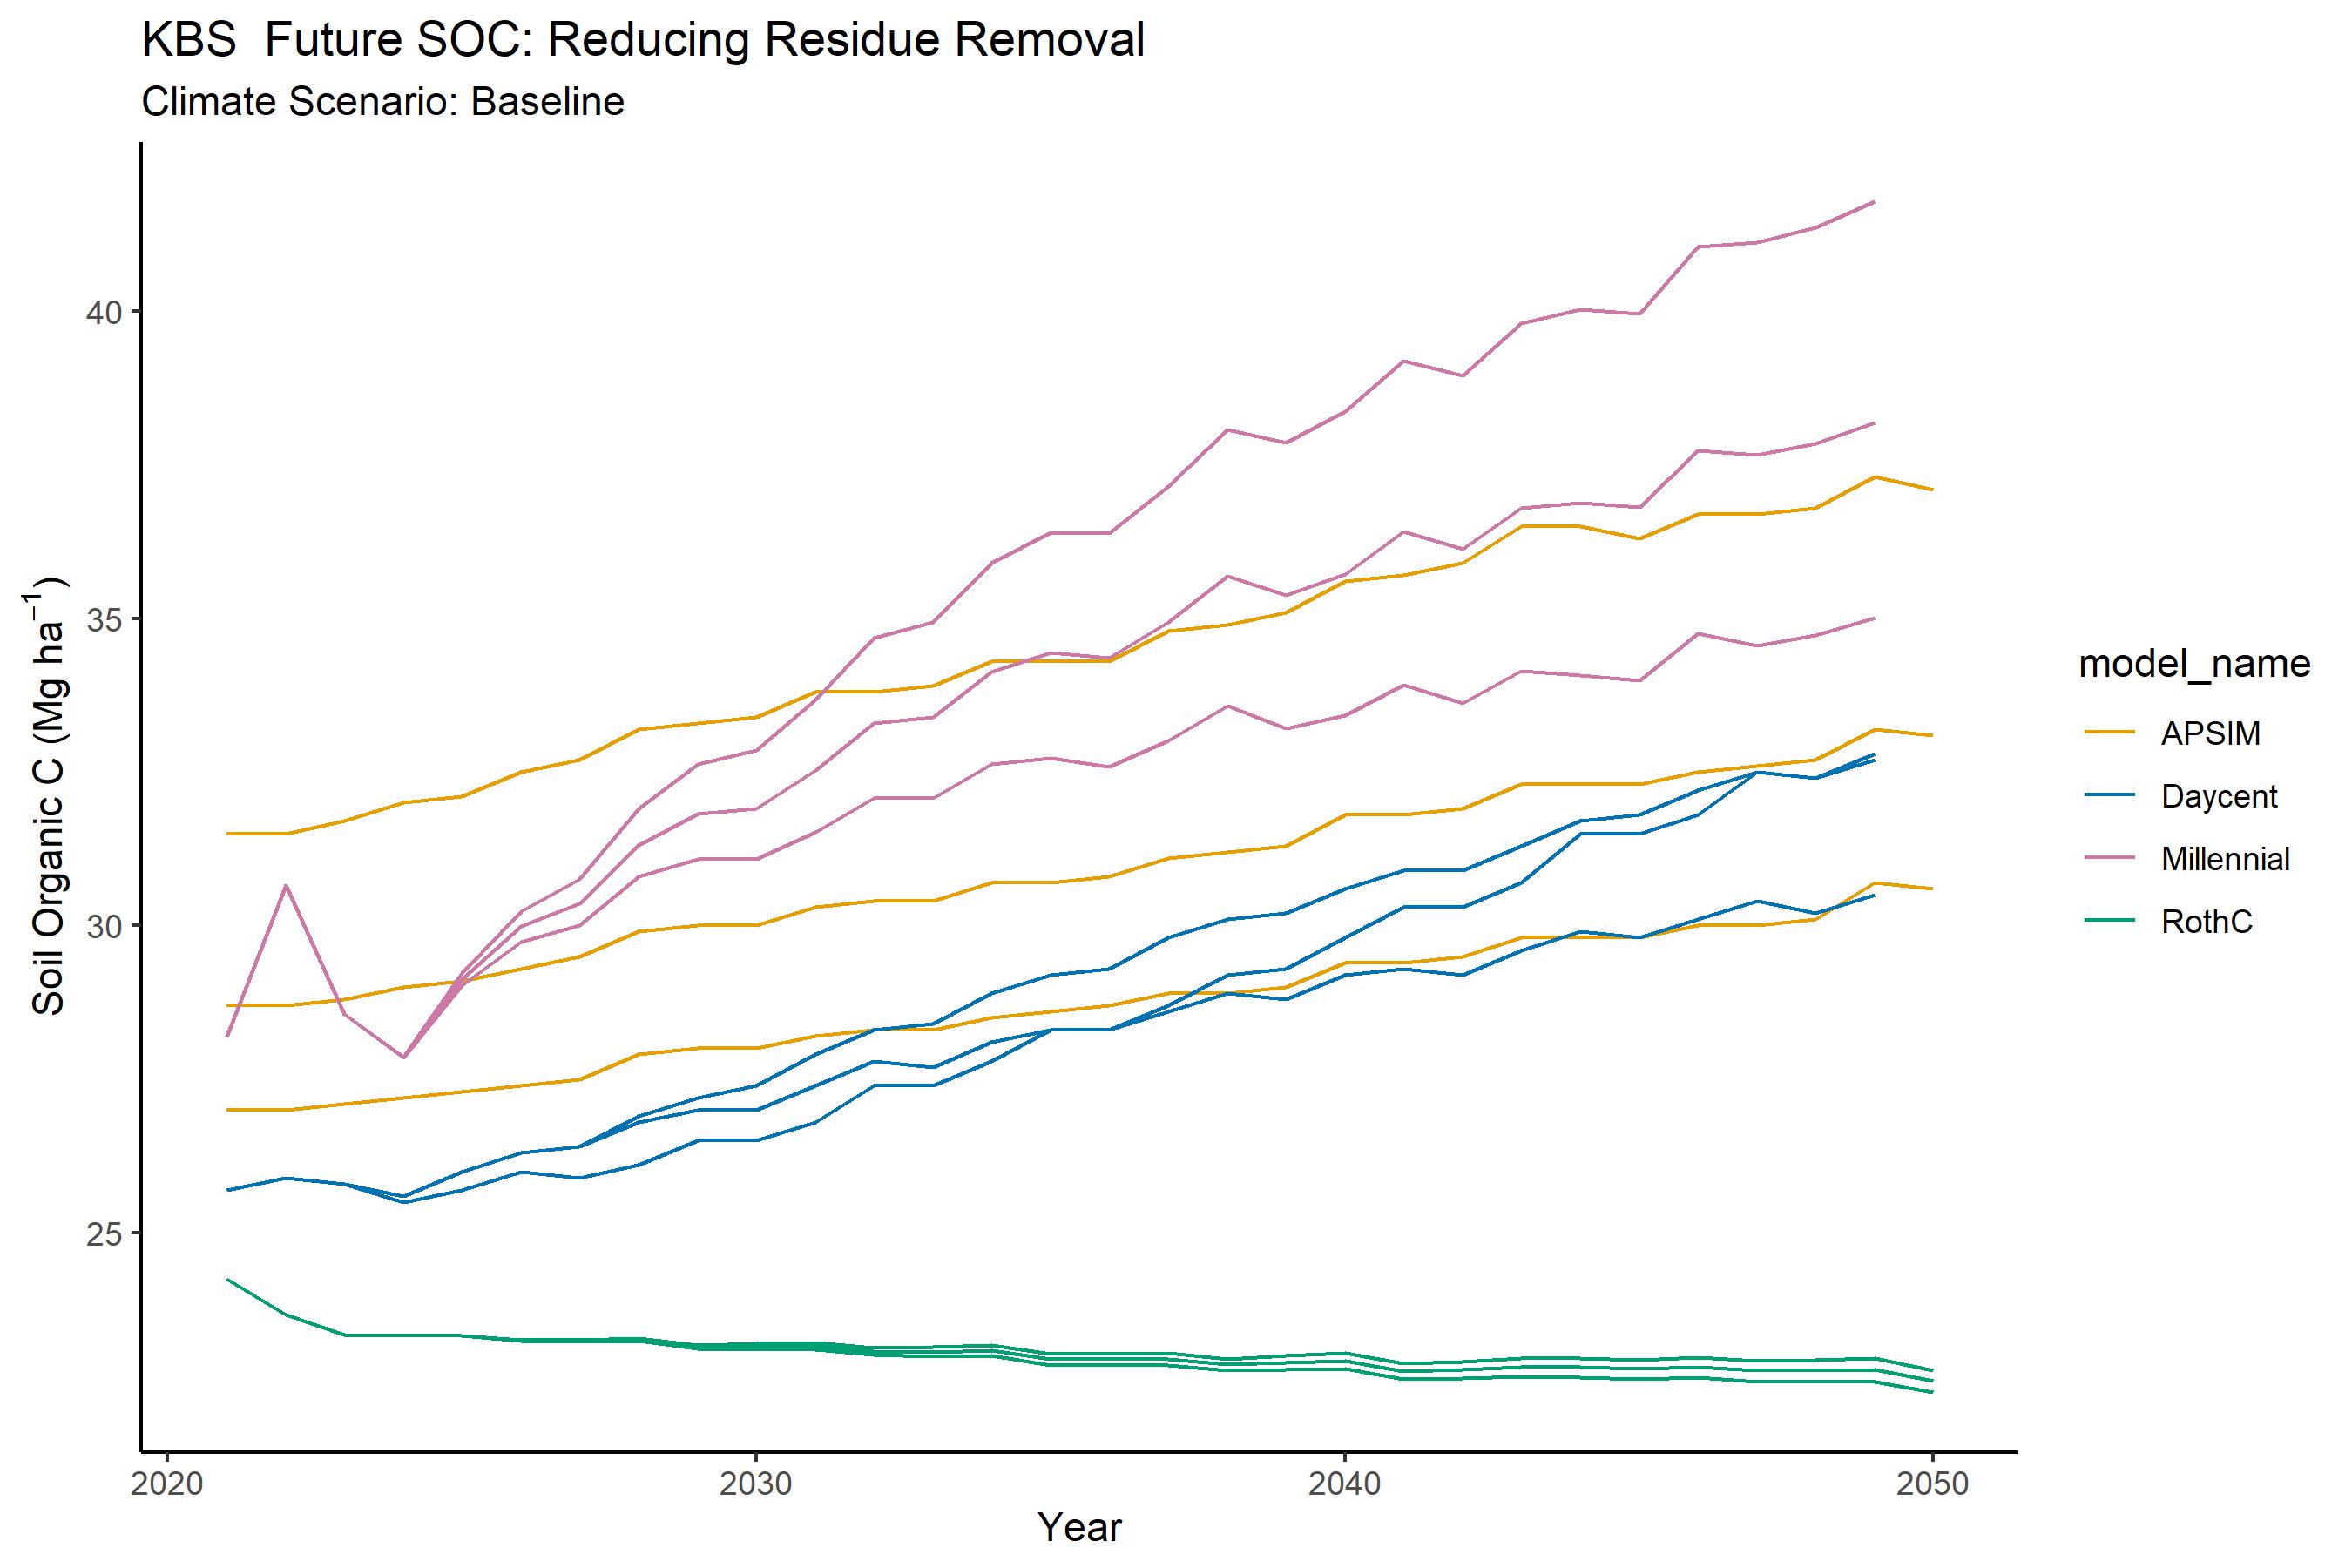 KBS  Future SOC: Reducing Residue Removal
Climate Scenario: Baseline
Soil Organic C (Mg ha⁻¹)
40
35
30
25
2020
2030
2040
2050
Year
model_name
APSIM
Daycent
Millennial
RothC